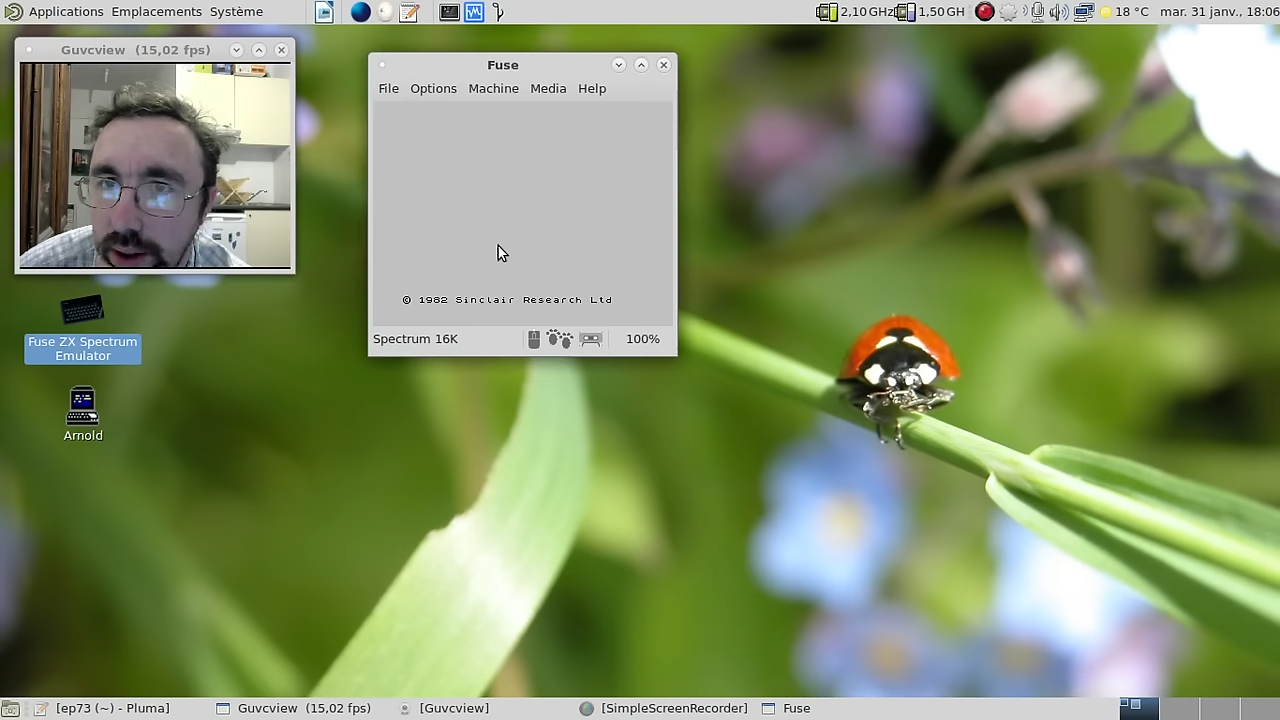 Applications Emplacements Système
2,10 GHz 1,50 GH 18 °C mar. 31 janv., 18:06
Guvcview (15,02 fps)
Fuse
File Options Machine Media Help
© 1982 Sinclair Research Ltd
Spectrum 16K 100%
Fuse ZX Spectrum
Emulator
Arnold
[ep73 (~) - Pluma] Guvcview (15,02 fps) [Guvcview] [SimpleScreenRecorder] Fuse